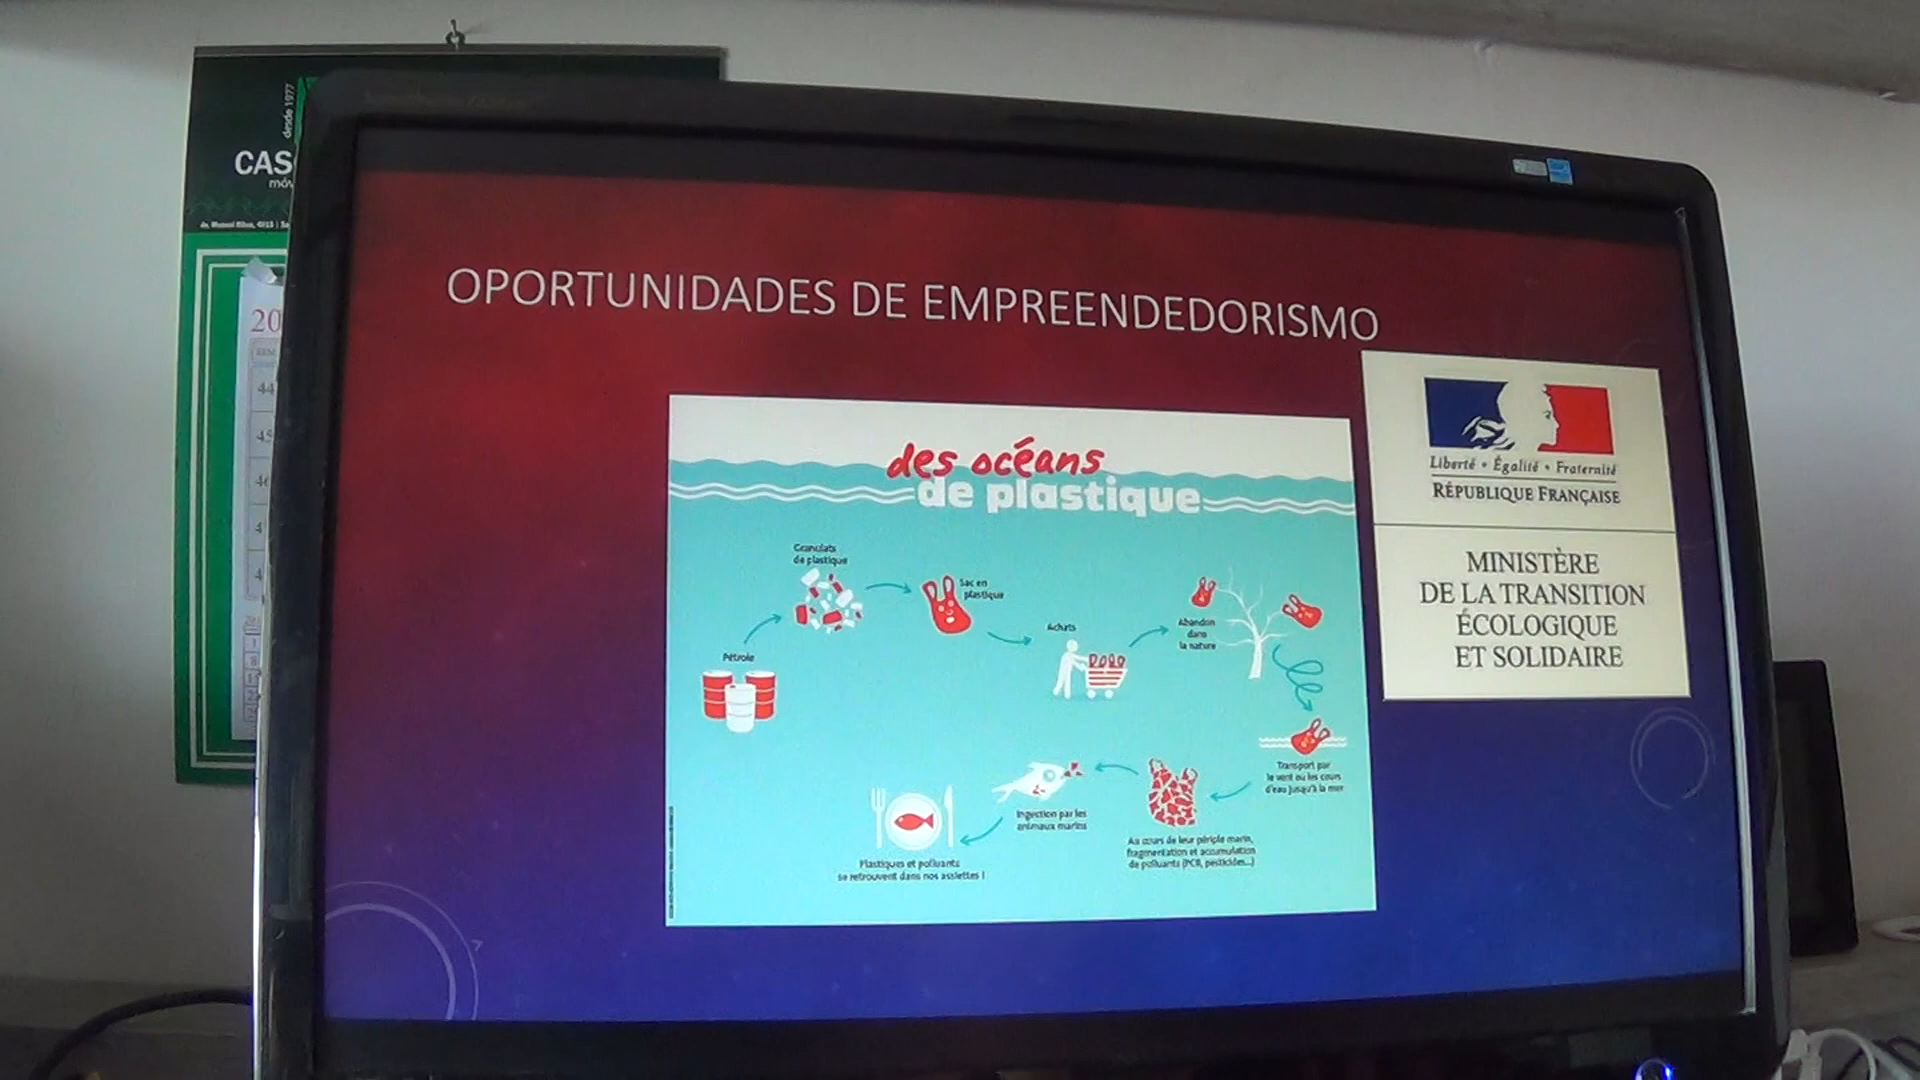 desde 1977
CAS
OPORTUNIDADES DE EMPREENDEDORISMO
des océans
de plastique
Granulats
de plastique
Sac en
plastique
Achats
Abandon
dans
la nature
Pétrole
Transport par
le vent ou les cours
d'eau jusqu'à la mer
Ingestion par les
animaux marins
Au cours de leur périple marin,
fragmentation et accumulation
de polluants (PCB, pesticides...)
Plastiques et polluants
se retrouvent dans nos assiettes !
Liberté • Égalité • Fraternité
RÉPUBLIQUE FRANÇAISE
MINISTÈRE
DE LA TRANSITION
ÉCOLOGIQUE
ET SOLIDAIRE
20
44
45